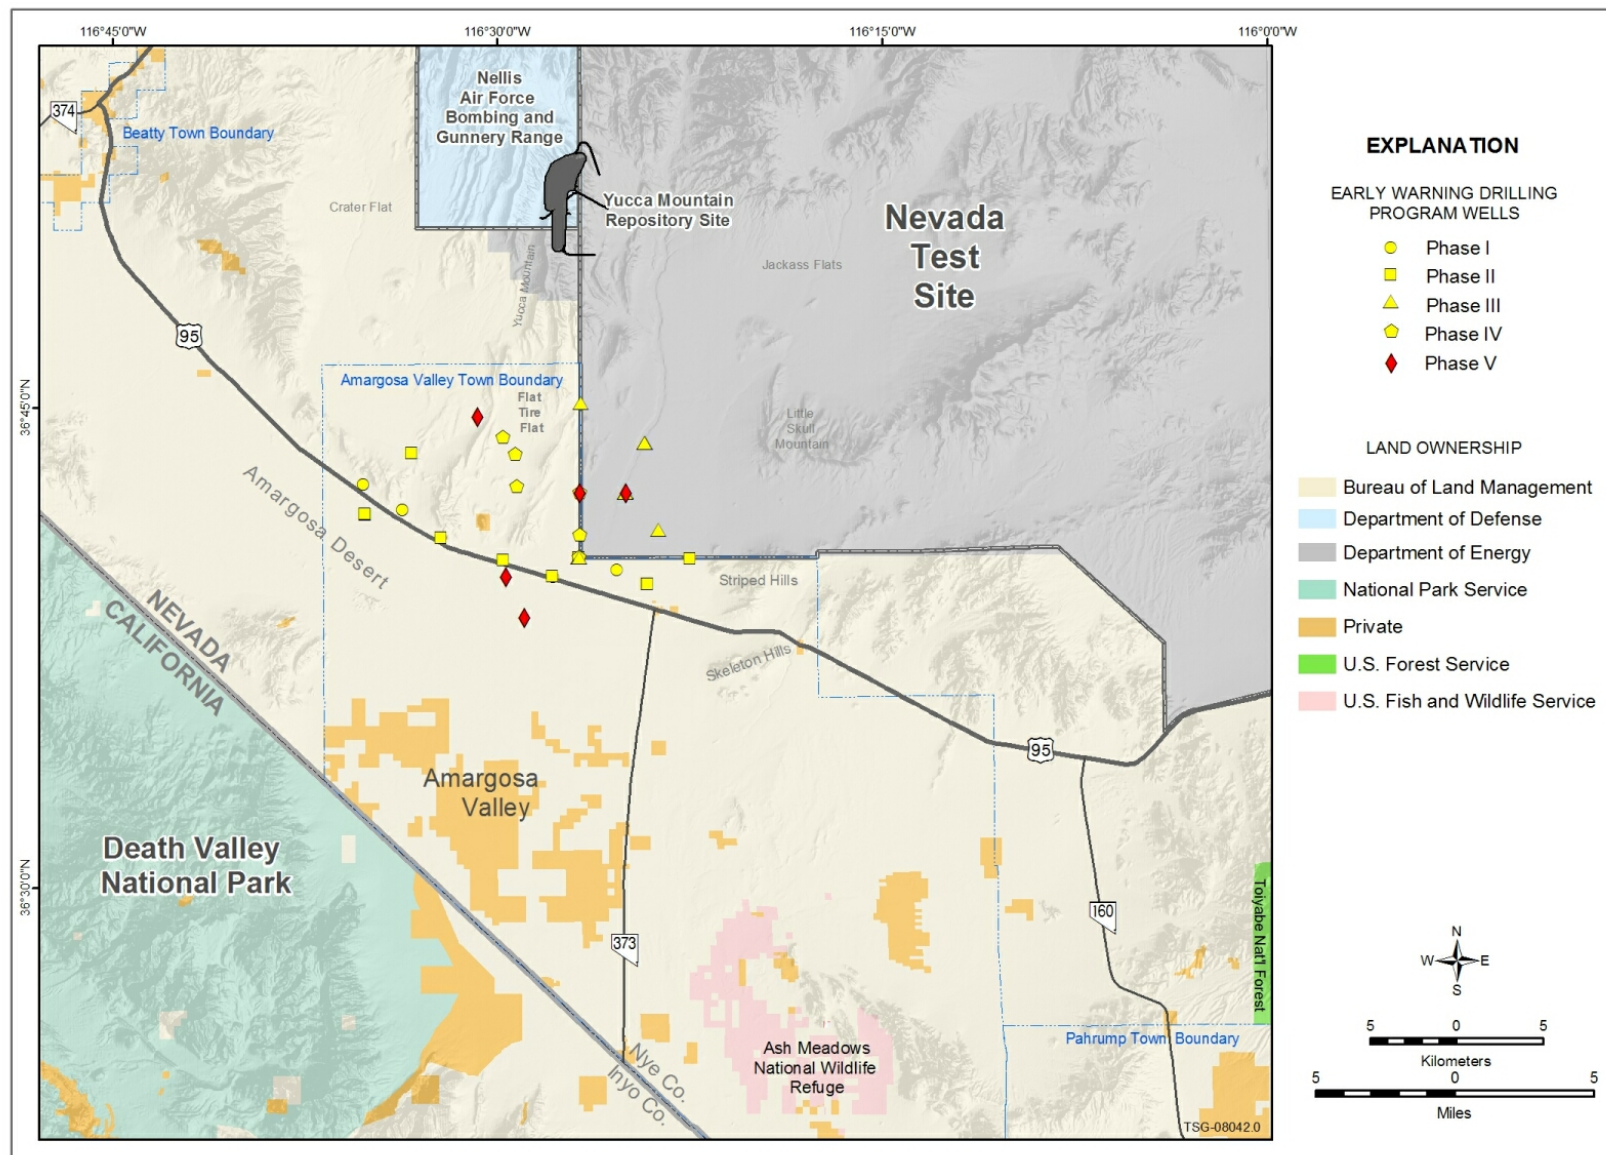 116°45'0"W
116°30'0"W
116°15'0"W
116°0'0"W
36°45'0"N
36°30'0"N
374
Beatty Town Boundary
Nellis
Air Force
Bombing and
Gunnery Range
Crater Flat
Yucca Mountain
Repository Site
Nevada
Test
Site
Jackass Flats
Yucca Mountain
95
Amargosa Valley Town Boundary
Flat
Tire
Flat
Little
Skull
Mountain
Amargosa Desert
Striped Hills
NEVADA
CALIFORNIA
Skeleton Hills
95
Amargosa
Valley
Death Valley
National Park
373
160
Toiyabe Nat'l Forest
Ash Meadows
National Wildlife
Refuge
Pahrump Town Boundary
Nye Co.
Inyo Co.
TSG-08042.0
EXPLANATION
EARLY WARNING DRILLING
PROGRAM WELLS
Phase I
Phase II
Phase III
Phase IV
Phase V
LAND OWNERSHIP
Bureau of Land Management
Department of Defense
Department of Energy
National Park Service
Private
U.S. Forest Service
U.S. Fish and Wildlife Service
N
W E
S
5 0 5
Kilometers
5 0 5
Miles